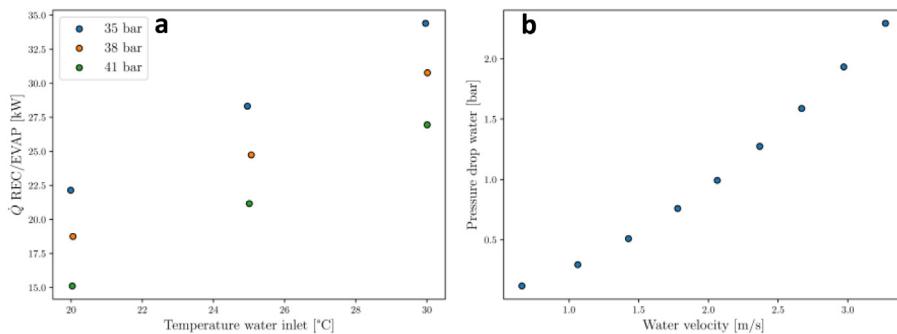 a
35 bar
38 bar
41 bar
35.0
32.5
30.0
27.5
25.0
22.5
20.0
17.5
15.0
Q̇ REC/EVAP [kW]
20
22
24
26
28
30
Temperature water inlet [°C]
b
2.0
1.5
1.0
0.5
Pressure drop water [bar]
1.0
1.5
2.0
2.5
3.0
Water velocity [m/s]